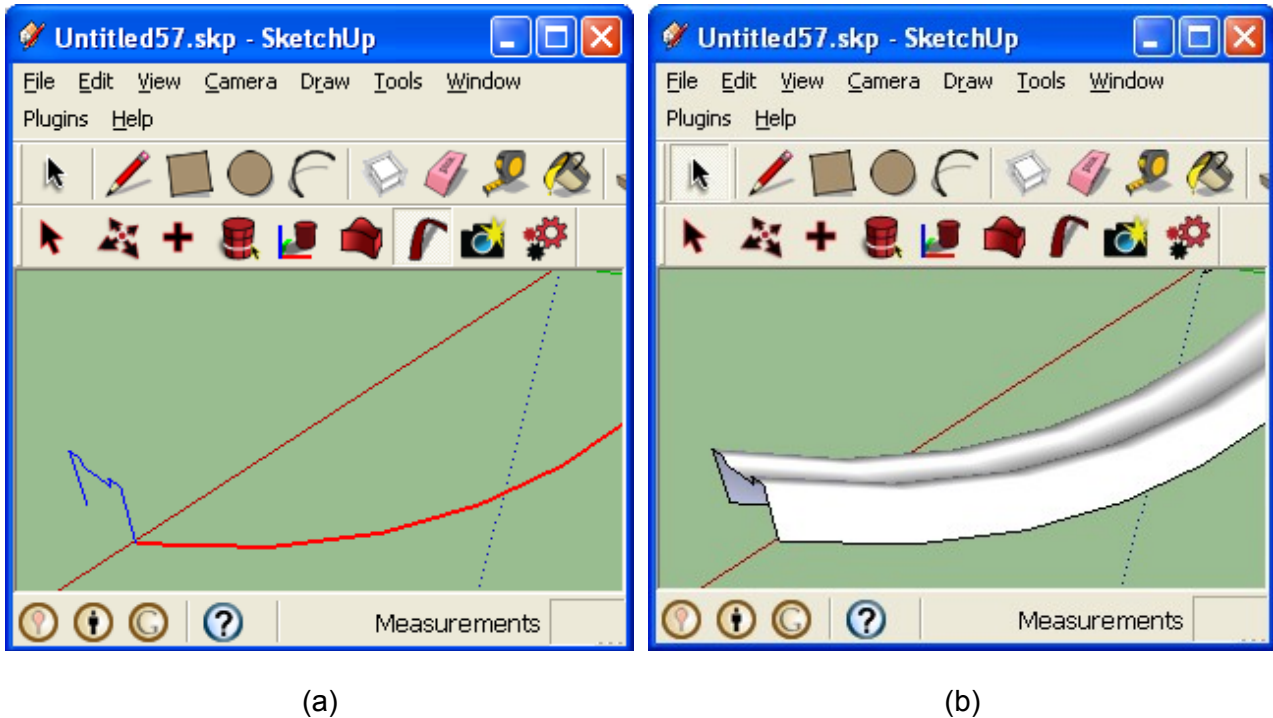 Untitled57.skp - SketchUp
File Edit View Camera Draw Tools Window
Plugins Help
Measurements
(a)
Untitled57.skp - SketchUp
File Edit View Camera Draw Tools Window
Plugins Help
Measurements
(b)